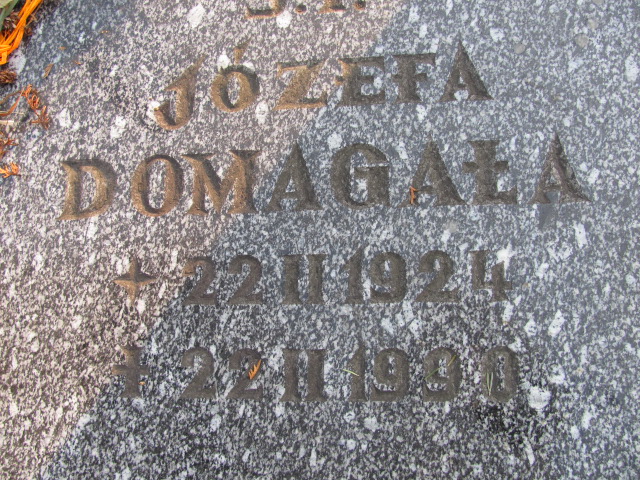 Ś.P.
JÓZEFA
DOMAGAŁA
22 II 1924
22 II 1990